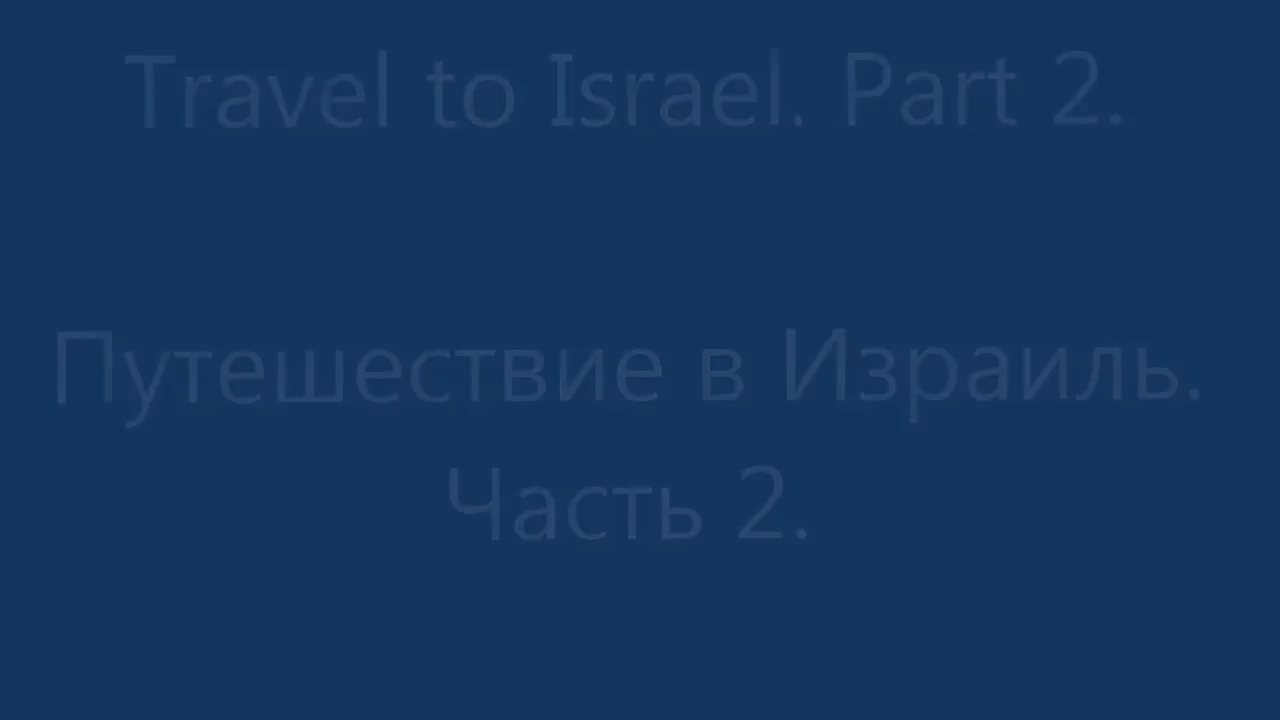 Travel to Israel. Part 2.
Путешествие в Израиль.
Часть 2.